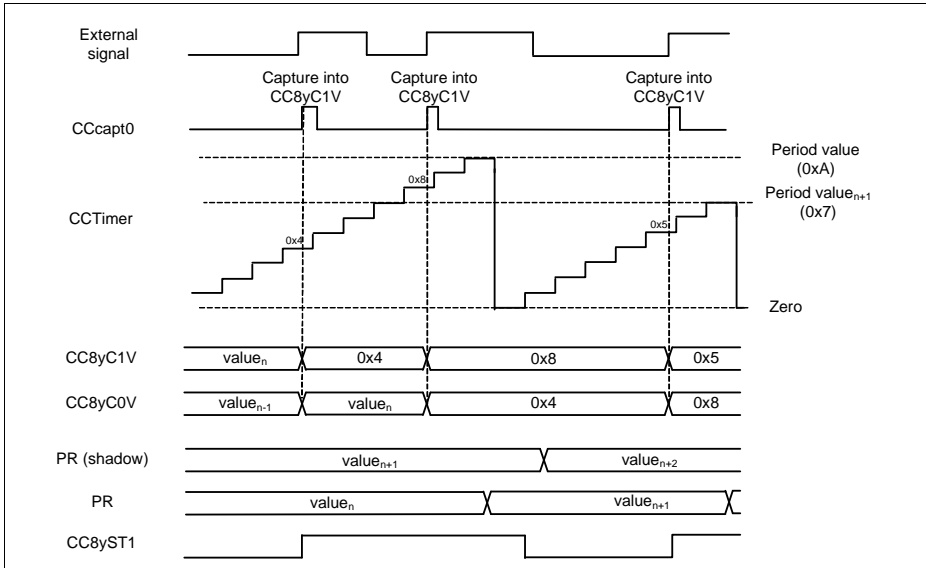 External
signal
Capture into
CC8yC1V
Capture into
CC8yC1V
Capture into
CC8yC1V
CCcapt0
Period value
(0xA)
0x8
Period value n+1
(0x7)
CCTimer
0x4
0x5
Zero
CC8yC1V value n 0x4 0x8 0x5
CC8yC0V value n-1 value n 0x4 0x8
PR (shadow) value n+1 value n+2
PR value n value n+1
CC8yST1